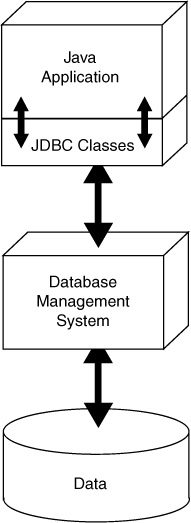 Java
Application
JDBC Classes
Database
Management
System
Data